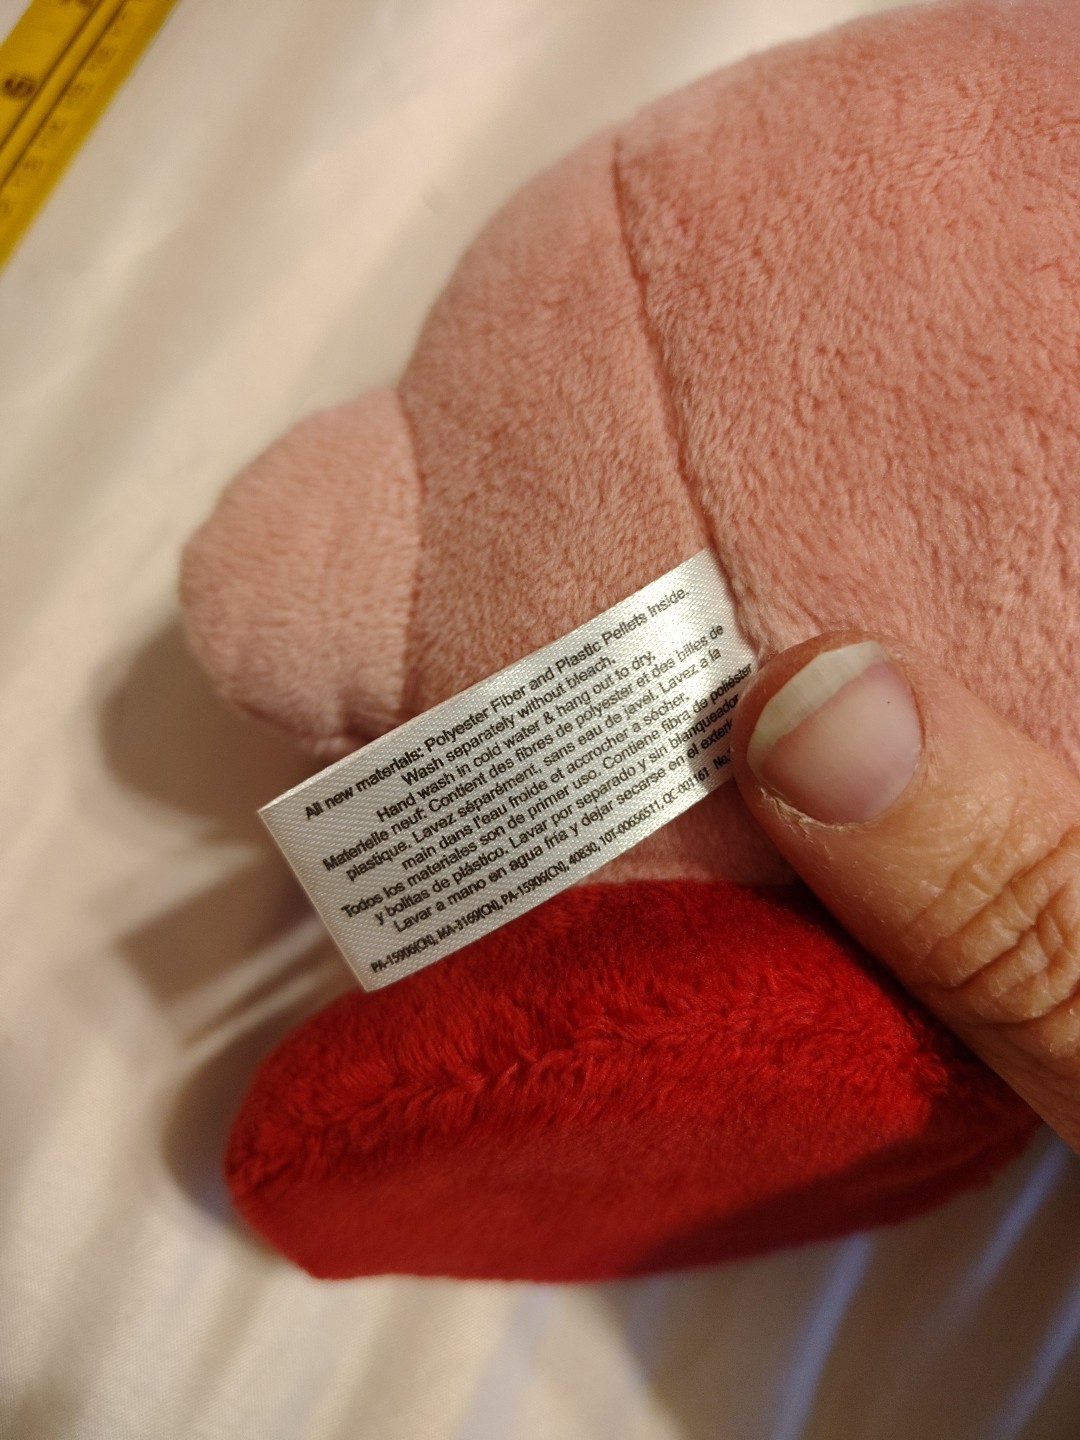 All new materials: Polyester Fiber and Plastic Pellets Inside.
Wash separately without bleach.
Hand wash in cold water & hang out to dry.
Materielle neuf: Contient des fibres de polyester et des billes de
plastique. Lavez séparément, sans eau de javel. Lavez a la
main dans l'eau froide et accrocher a sécher.
Todos los materiales son de primer uso. Contiene fibra de poliéster
y bolitas de plástico. Lavar por separado y sin blanqueador
Lavar a mano en agua fría y dejar secarse en el exteri
PA-15906(CN), MA-3169(CN), PA-15906(CN), 40830, 10T-00656511, QC-001161 No.